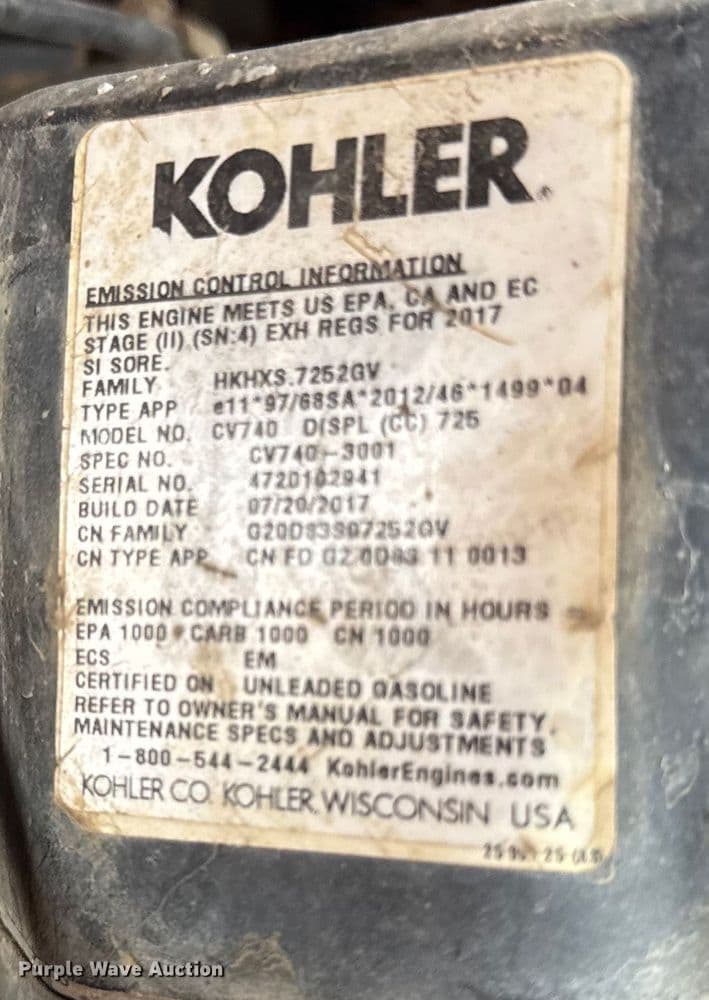 KOHLER®
EMISSION CONTROL INFORMATION
THIS ENGINE MEETS US EPA, CA AND EC
STAGE (II) (SN:4) EXH REGS FOR 2017
SI SORE.
FAMILY HKHXS.7252GV
TYPE APP e11*97/68SA*2012/46*1499*04
MODEL NO. CV740 DISPL (CC) 725
SPEC NO. CV740-3001
SERIAL NO. 4720102941
BUILD DATE 07/20/2017
CN FAMILY
CN TYPE APP CN FD 11 0013
EMISSION COMPLIANCE PERIOD IN HOURS
EPA 1000 CARB 1000 CN 1000
ECS EM
CERTIFIED ON UNLEADED GASOLINE
REFER TO OWNER'S MANUAL FOR SAFETY,
MAINTENANCE SPECS AND ADJUSTMENTS
1-800-544-2444 KohlerEngines.com
KOHLER CO. KOHLER, WISCONSIN USA
Purple Wave Auction